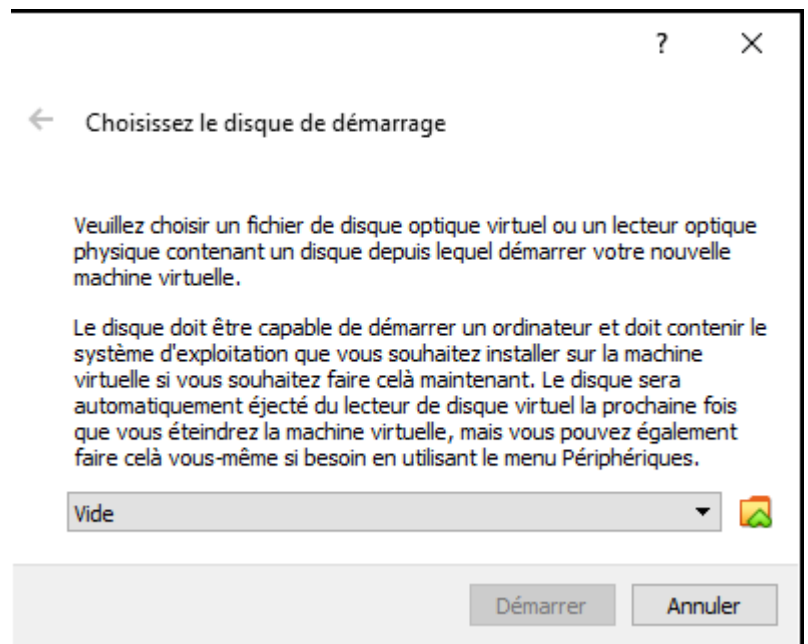 ?
Choisissez le disque de démarrage
Veuillez choisir un fichier de disque optique virtuel ou un lecteur optique
physique contenant un disque depuis lequel démarrer votre nouvelle
machine virtuelle.
Le disque doit être capable de démarrer un ordinateur et doit contenir le
système d'exploitation que vous souhaitez installer sur la machine
virtuelle si vous souhaitez faire celà maintenant. Le disque sera
automatiquement éjecté du lecteur de disque virtuel la prochaine fois
que vous éteindrez la machine virtuelle, mais vous pouvez également
faire celà vous-même si besoin en utilisant le menu Périphériques.
Vide
Démarrer Annuler